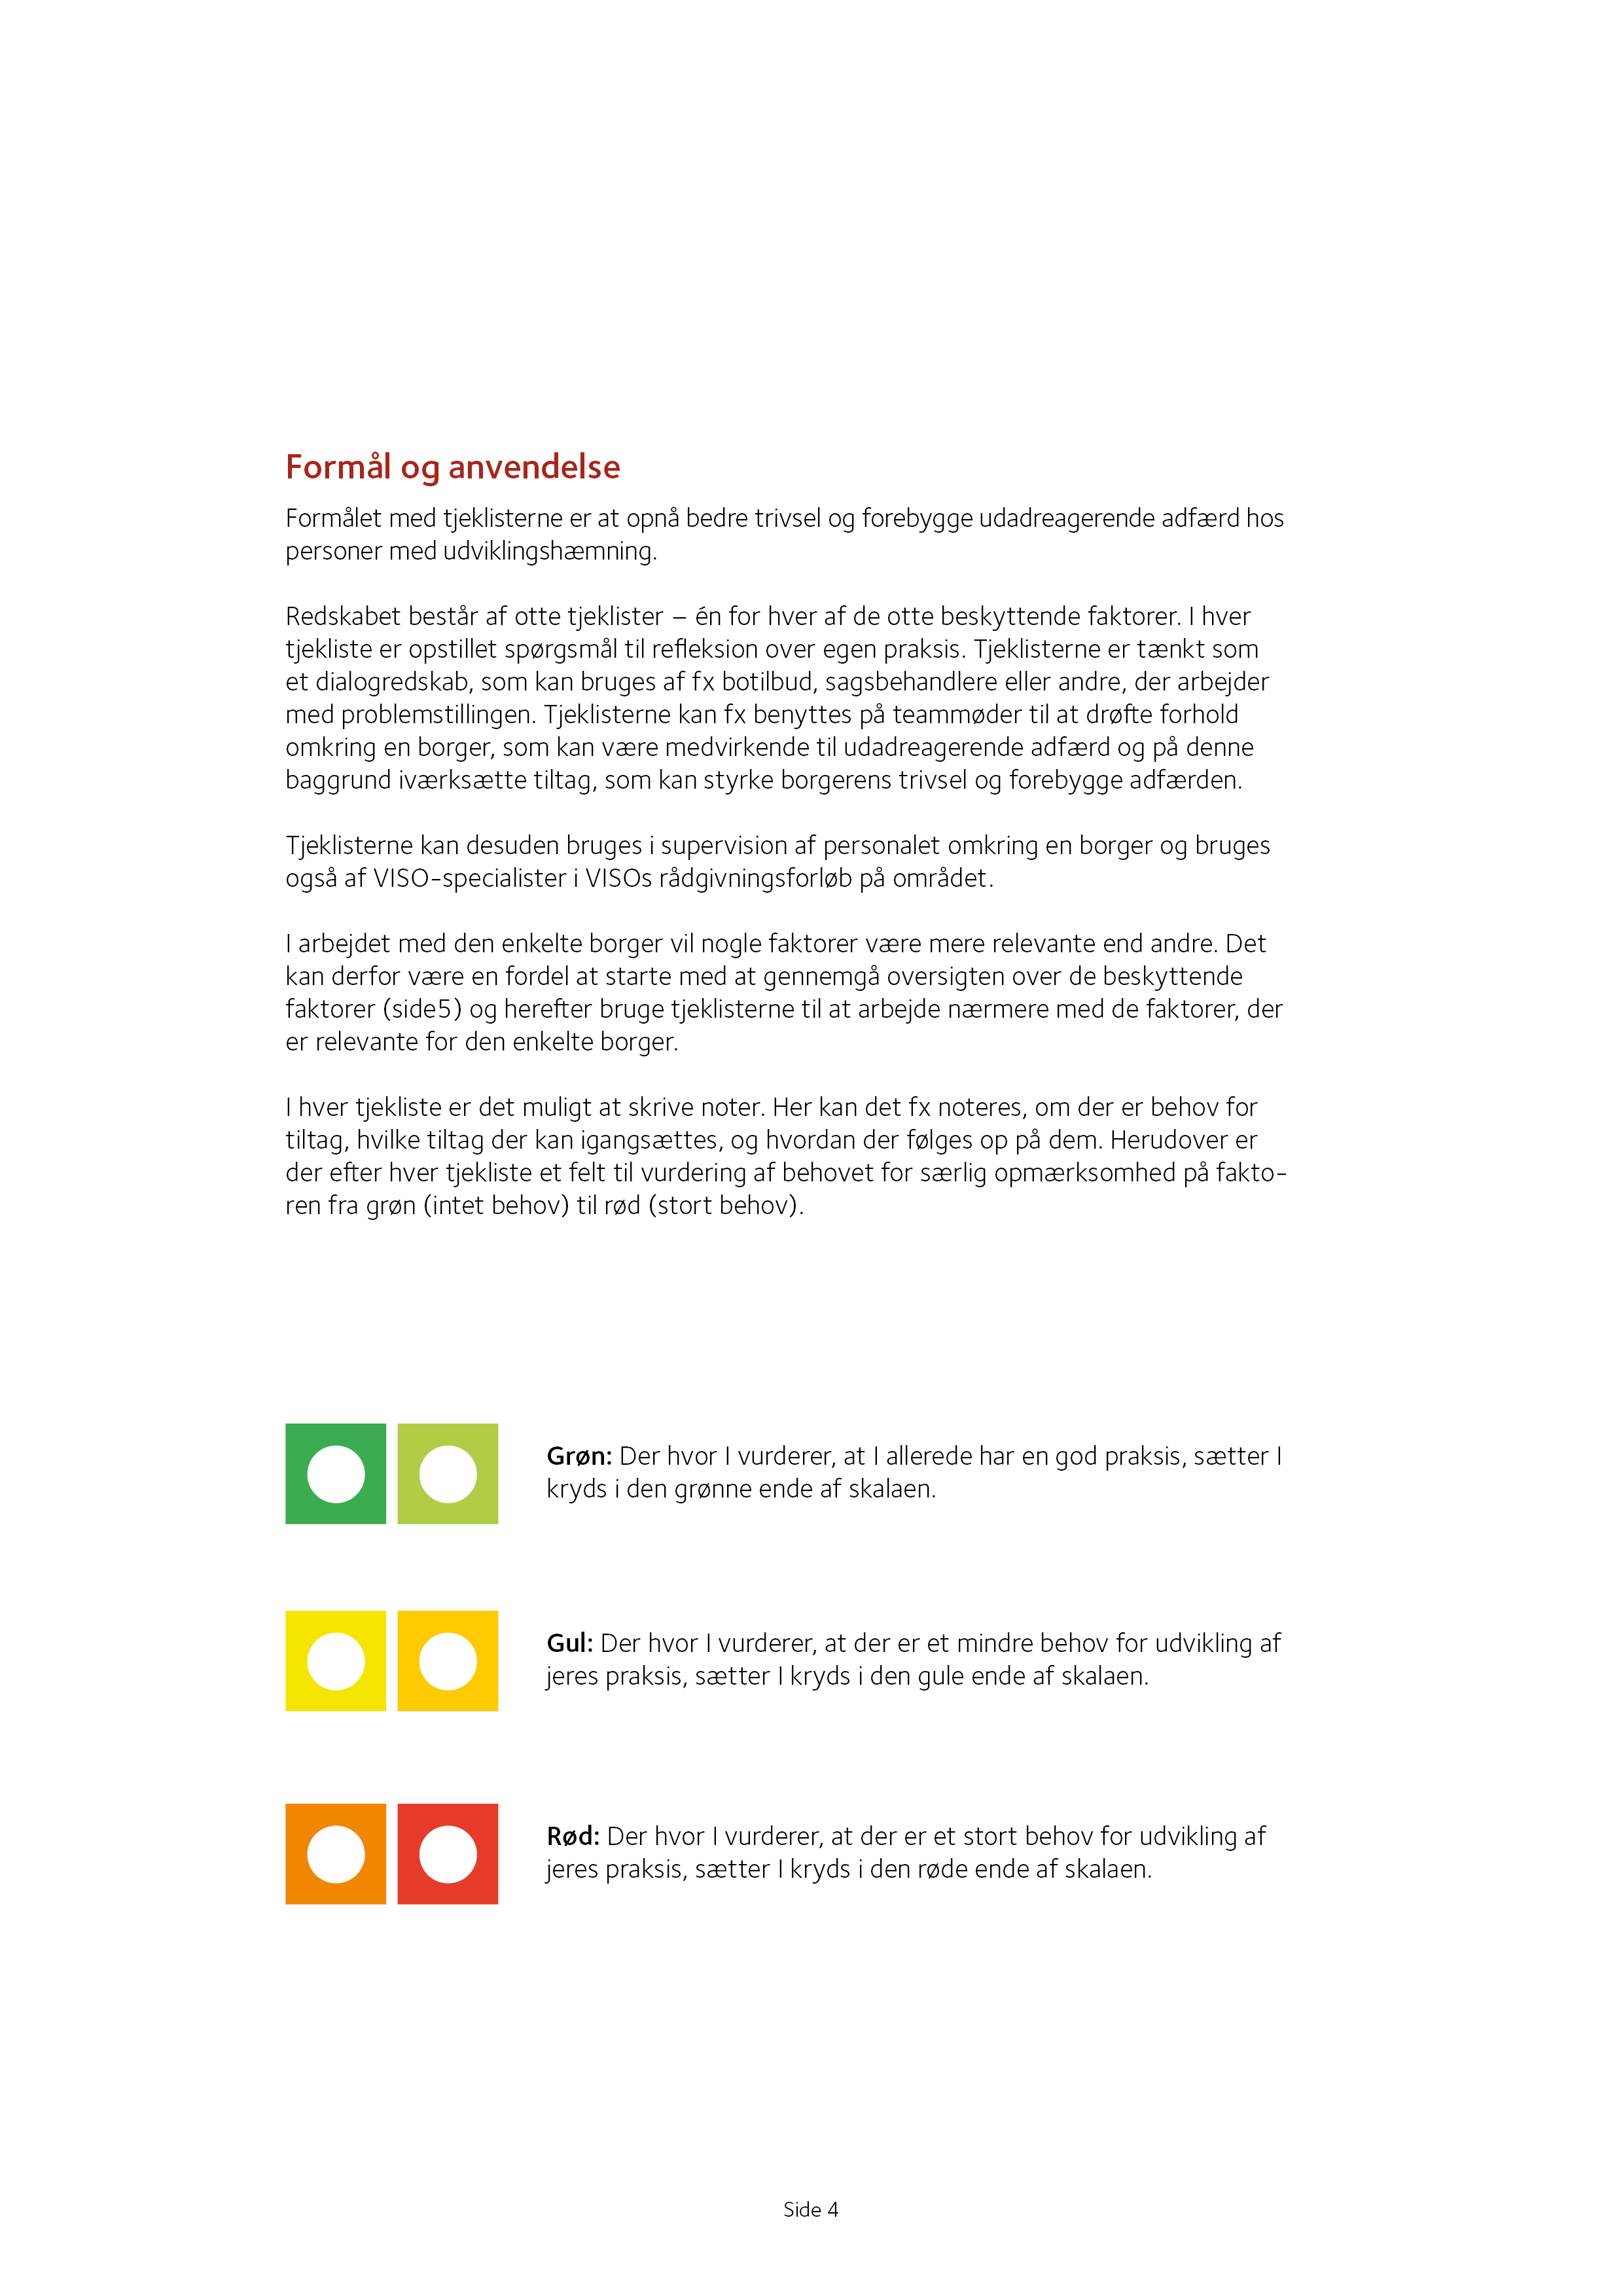 Formål og anvendelse
Formålet med tjeklisterne er at opnå bedre trivsel og forebygge udadreagerende adfærd hos
personer med udviklingshæmning.
Redskabet består af otte tjeklister – én for hver af de otte beskyttende faktorer. I hver
tjekliste er opstillet spørgsmål til refleksion over egen praksis. Tjeklisterne er tænkt som
et dialogredskab, som kan bruges af fx botilbud, sagsbehandlere eller andre, der arbejder
med problemstillingen. Tjeklisterne kan fx benyttes på teammøder til at drøfte forhold
omkring en borger, som kan være medvirkende til udadreagerende adfærd og på denne
baggrund iværksætte tiltag, som kan styrke borgerens trivsel og forebygge adfærden.
Tjeklisterne kan desuden bruges i supervision af personalet omkring en borger og bruges
også af VISO-specialister i VISOs rådgivningsforløb på området.
I arbejdet med den enkelte borger vil nogle faktorer være mere relevante end andre. Det
kan derfor være en fordel at starte med at gennemgå oversigten over de beskyttende
faktorer (side5) og herefter bruge tjeklisterne til at arbejde nærmere med de faktorer, der
er relevante for den enkelte borger.
I hver tjekliste er det muligt at skrive noter. Her kan det fx noteres, om der er behov for
tiltag, hvilke tiltag der kan igangsættes, og hvordan der følges op på dem. Herudover er
der efter hver tjekliste et felt til vurdering af behovet for særlig opmærksomhed på fakto-
ren fra grøn (intet behov) til rød (stort behov).
Grøn: Der hvor I vurderer, at I allerede har en god praksis, sætter I
kryds i den grønne ende af skalaen.
Gul: Der hvor I vurderer, at der er et mindre behov for udvikling af
jeres praksis, sætter I kryds i den gule ende af skalaen.
Rød: Der hvor I vurderer, at der er et stort behov for udvikling af
jeres praksis, sætter I kryds i den røde ende af skalaen.
Side 4